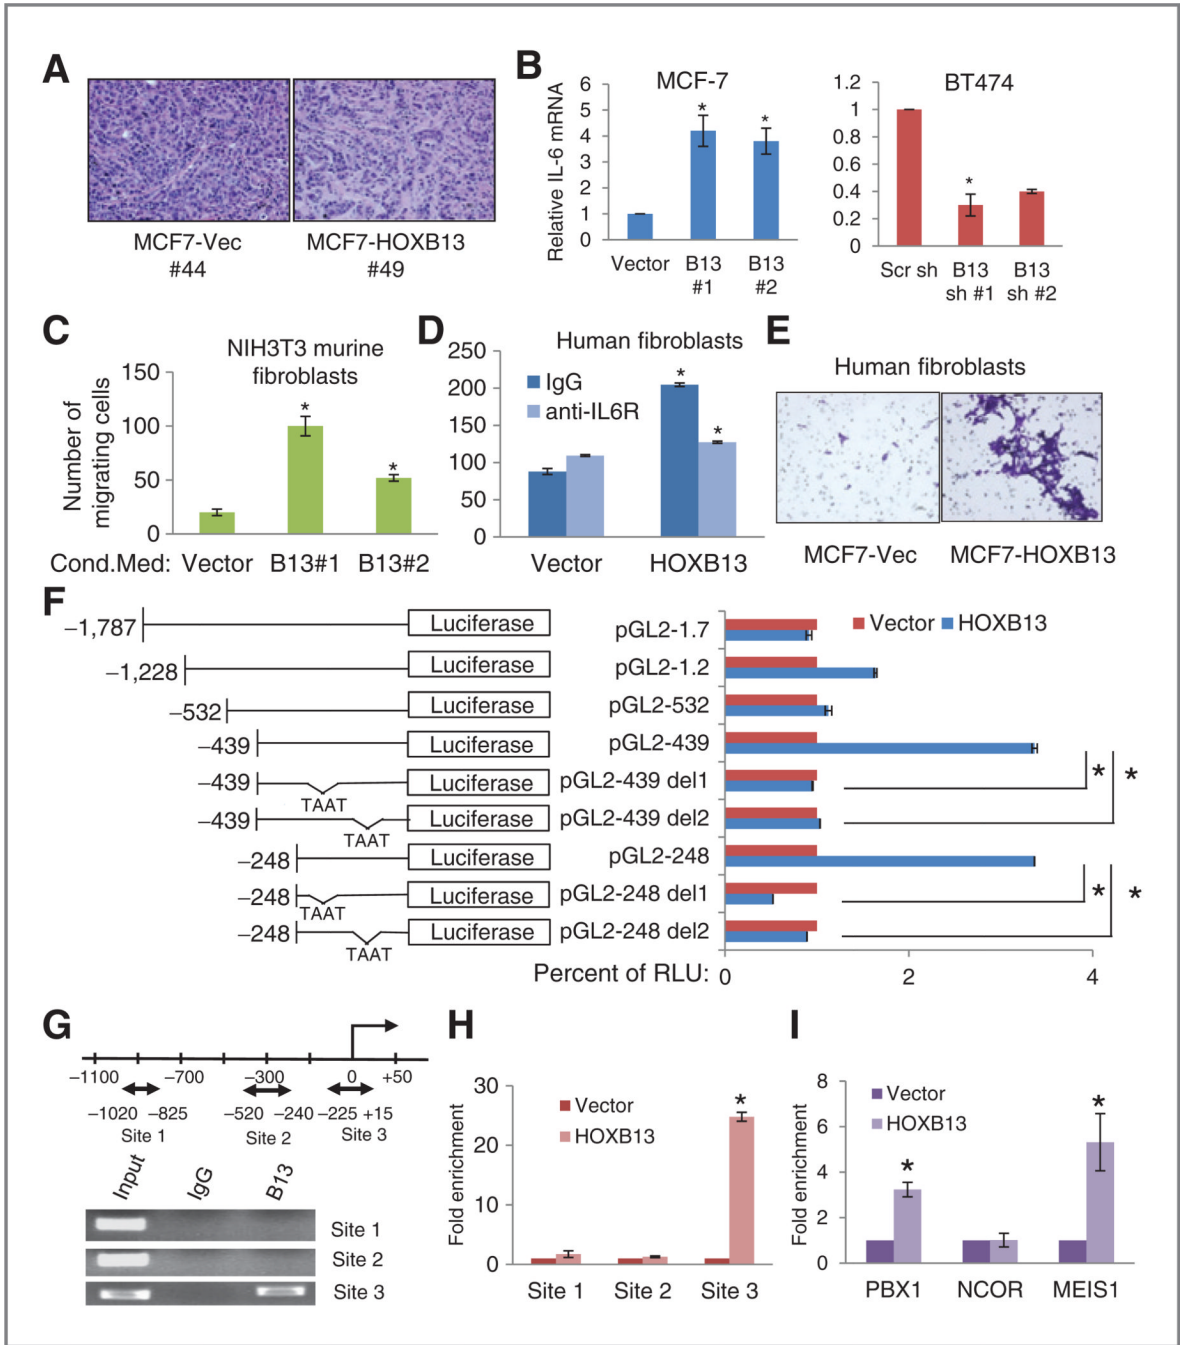 A
MCF7-Vec
#44
MCF7-HOXB13
#49
B
MCF-7
Relative IL-6 mRNA
6
5
4
3
2
1
0
*
*
Vector
B13
#1
B13
#2
BT474
1.2
1
0.8
0.6
0.4
0.2
0
*
Scr sh
B13
sh #1
B13
sh #2
C
NIH3T3 murine
fibroblasts
Number of
migrating cells
150
100
50
0
*
*
Cond.Med: Vector B13#1 B13#2
D
Human fibroblasts
250
200
150
100
50
0
IgG
anti-IL6R
*
*
Vector HOXB13
E
Human fibroblasts
MCF7-Vec MCF7-HOXB13
F
Vector HOXB13
−1,787 Luciferase pGL2-1.7
−1,228 Luciferase pGL2-1.2
−532 Luciferase pGL2-532
−439 Luciferase pGL2-439
−439 TAAT Luciferase pGL2-439 del1
−439 TAAT Luciferase pGL2-439 del2
−248 Luciferase pGL2-248
−248 TAAT Luciferase pGL2-248 del1
−248 TAAT Luciferase pGL2-248 del2
* *
* *
Percent of RLU: 0 2 4
G
−1100 −700 −300 0 +50
−1020 −825 −520 −240 −225 +15
Site 1 Site 2 Site 3
Input IgG B13
Site 1
Site 2
Site 3
H
Fold enrichment
30
20
10
0
Vector
HOXB13
*
Site 1 Site 2 Site 3
I
Fold enrichment
8
6
4
2
0
Vector
HOXB13
*
*
PBX1 NCOR MEIS1